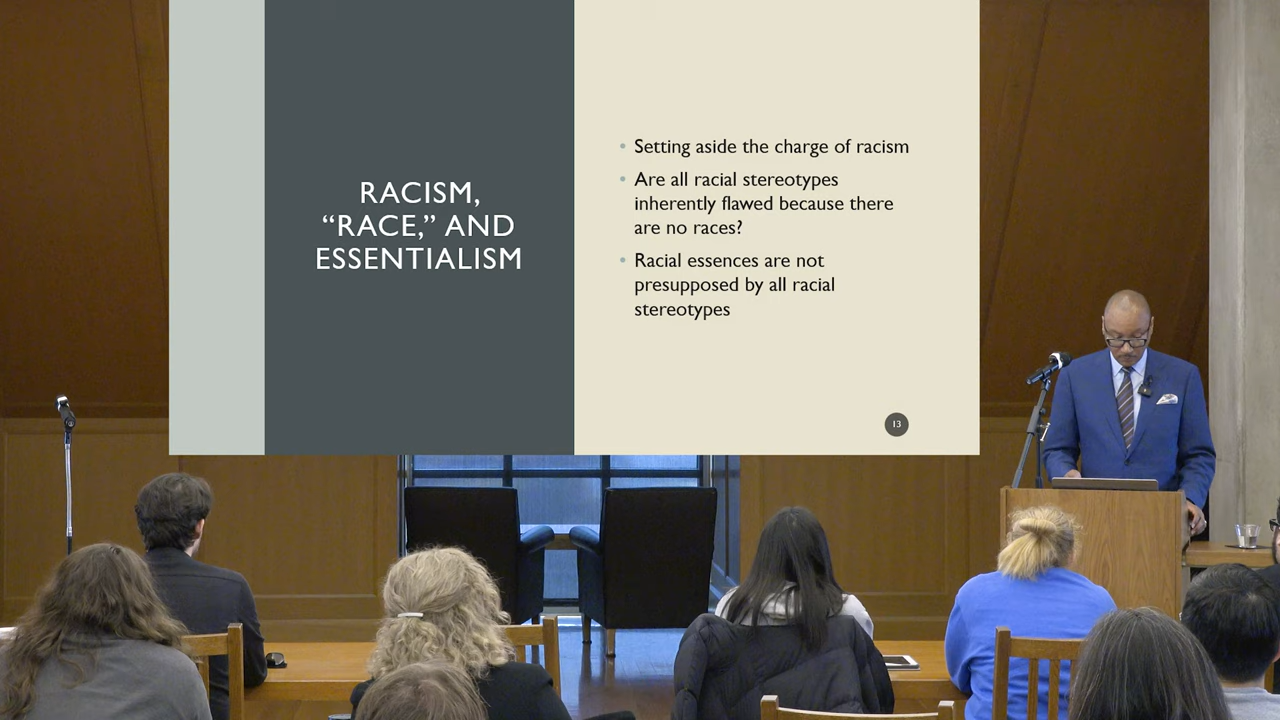 RACISM,
“RACE,” AND
ESSENTIALISM
• Setting aside the charge of racism
• Are all racial stereotypes
inherently flawed because there
are no races?
• Racial essences are not
presupposed by all racial
stereotypes
13